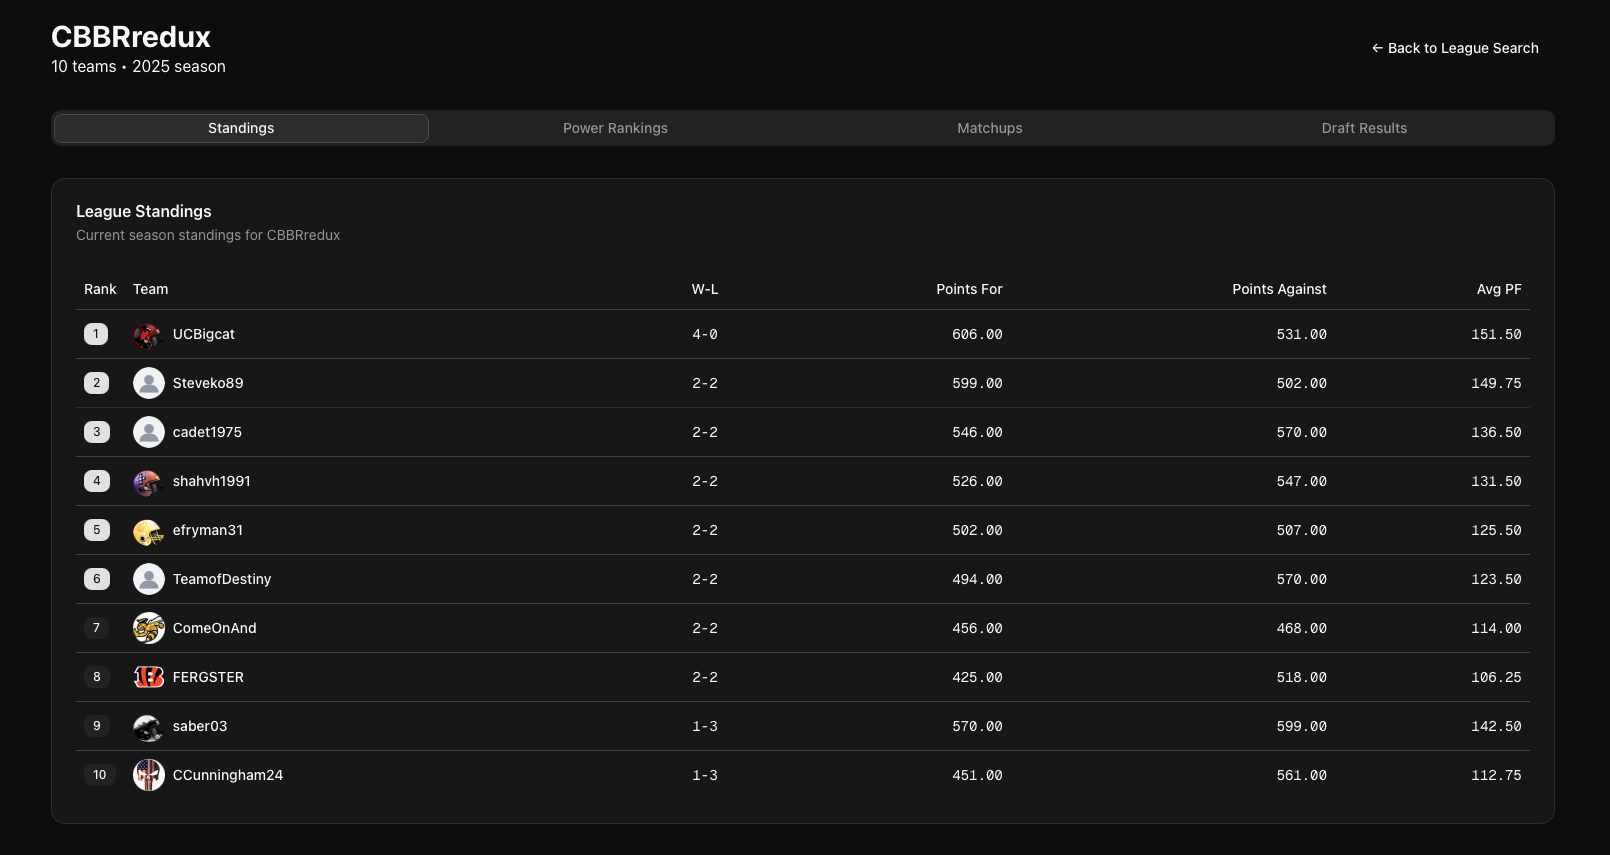 CBBRredux
10 teams • 2025 season
← Back to League Search
Standings Power Rankings Matchups Draft Results
League Standings
Current season standings for CBBRredux
Rank Team W-L Points For Points Against Avg PF
1 UCBigcat 4-0 606.00 531.00 151.50
2 Steveko89 2-2 599.00 502.00 149.75
3 cadet1975 2-2 546.00 570.00 136.50
4 shahvh1991 2-2 526.00 547.00 131.50
5 efryman31 2-2 502.00 507.00 125.50
6 TeamofDestiny 2-2 494.00 570.00 123.50
7 ComeOnAnd 2-2 456.00 468.00 114.00
8 FERGSTER 2-2 425.00 518.00 106.25
9 saber03 1-3 570.00 599.00 142.50
10 CCunningham24 1-3 451.00 561.00 112.75